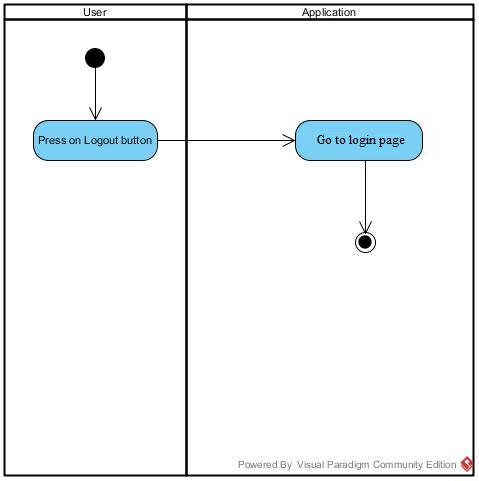 User
Application
Press on Logout button
Go to login page
Powered By Visual Paradigm Community Edition